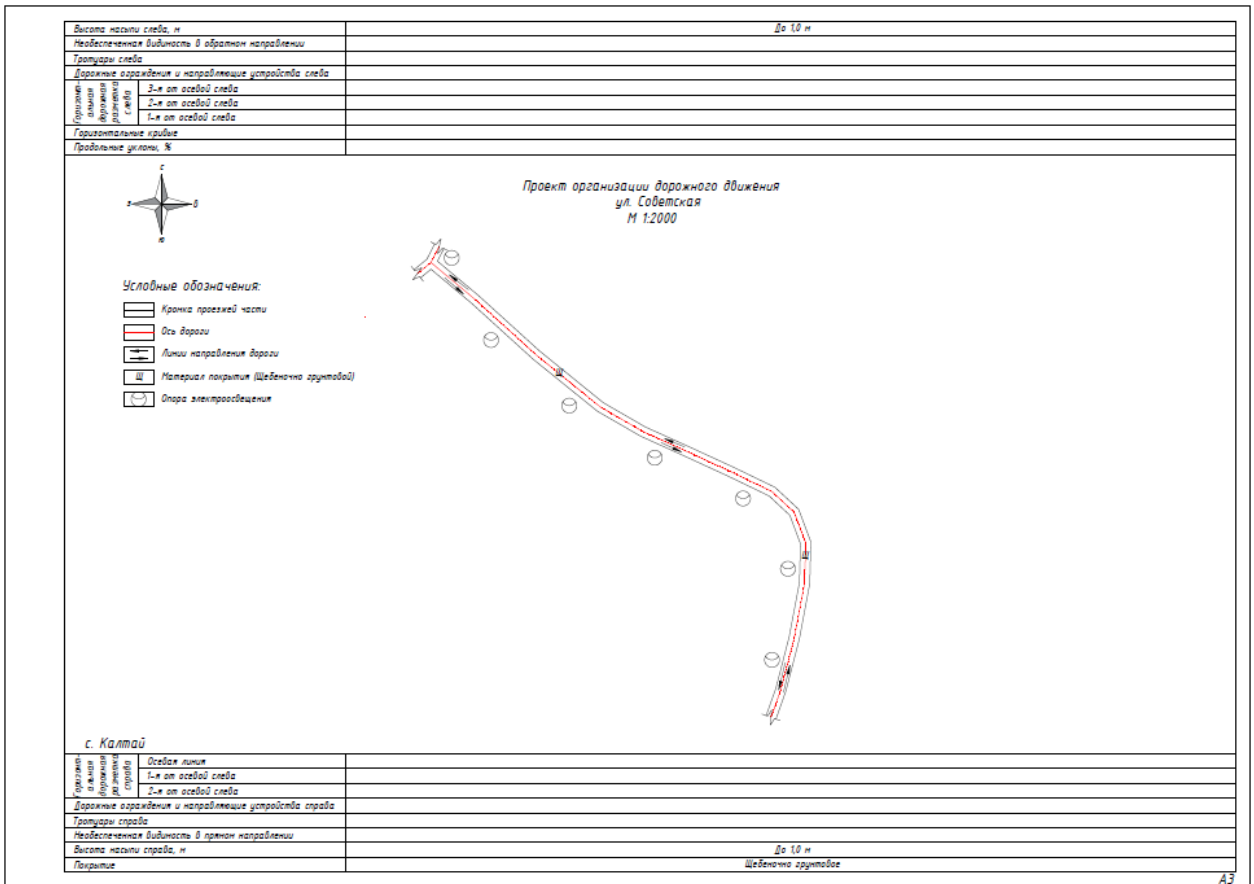 Высота насыпи слева, м
До 1,0 м
Необеспеченная видимость в обратном направлении
Тротуары слева
Дорожные ограждения и направляющие устройства слева
Горизонт-
альная
дорожная
разметка
слева
3-я от осевой слева
2-я от осевой слева
1-я от осевой слева
Горизонтальные кривые
Продольные уклоны, %
с
з
в
ю
Проект организации дорожного движения
ул. Советская
М 1:2000
Условные обозначения:
Кромка проезжей части
Ось дороги
Линии направления дороги
Щ
Материал покрытия (Щебеночно грунтовой)
Опора электроосвещения
Щ
Щ
с. Калтай
Горизонт-
альная
дорожная
разметка
справа
Осевая линия
1-я от осевой слева
2-я от осевой слева
Дорожные ограждения и направляющие устройства справа
Тротуары справа
Необеспеченная видимость в прямом направлении
Высота насыпи справа, м
До 1,0 м
Покрытие
Щебеночно грунтовое
А3